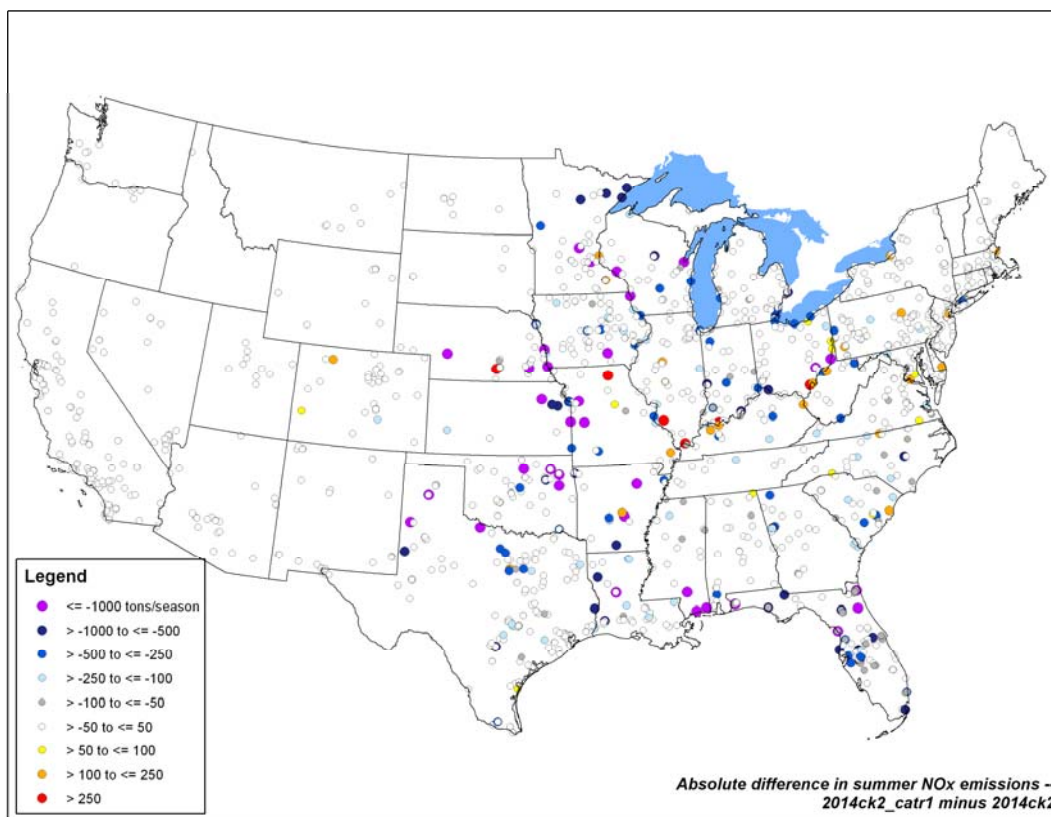 Legend
<= -1000 tons/season
> -1000 to <= -500
> -500 to <= -250
> -250 to <= -100
> -100 to <= -50
> -50 to <= 50
> 50 to <= 100
> 100 to <= 250
> 250
Absolute difference in summer NOx emissions --
2014ck2_catr1 minus 2014ck2